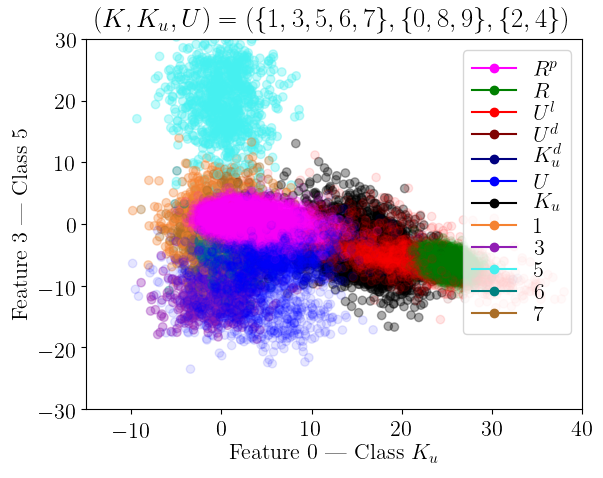 (K, K_u, U) = ({1, 3, 5, 6, 7}, {0, 8, 9}, {2, 4})
30
20
10
0
−10
−20
−30
Feature 3 — Class 5
−10
0
10
20
30
40
Feature 0 — Class K_u
R^p
R
U^l
U^d
K_u^d
U
K_u
1
3
5
6
7